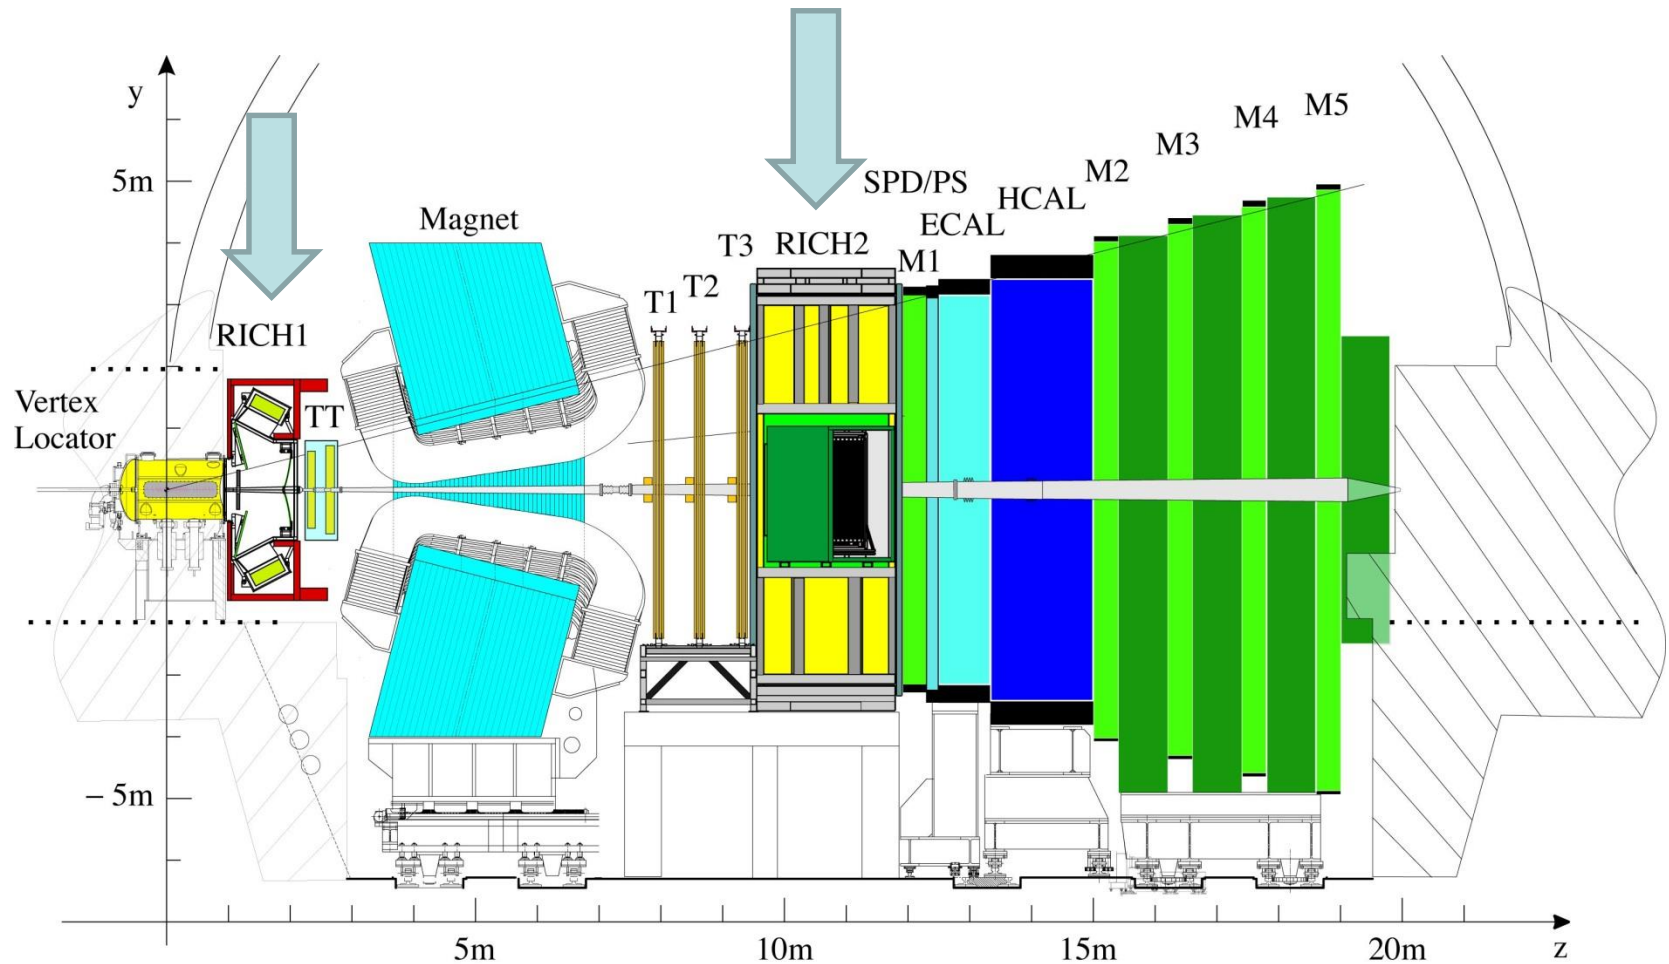 y
5m
Magnet
RICH1
Vertex
Locator
TT
T1
T2
T3
RICH2
SPD/PS
M1
ECAL
HCAL
M2
M3
M4
M5
– 5m
5m
10m
15m
20m
z